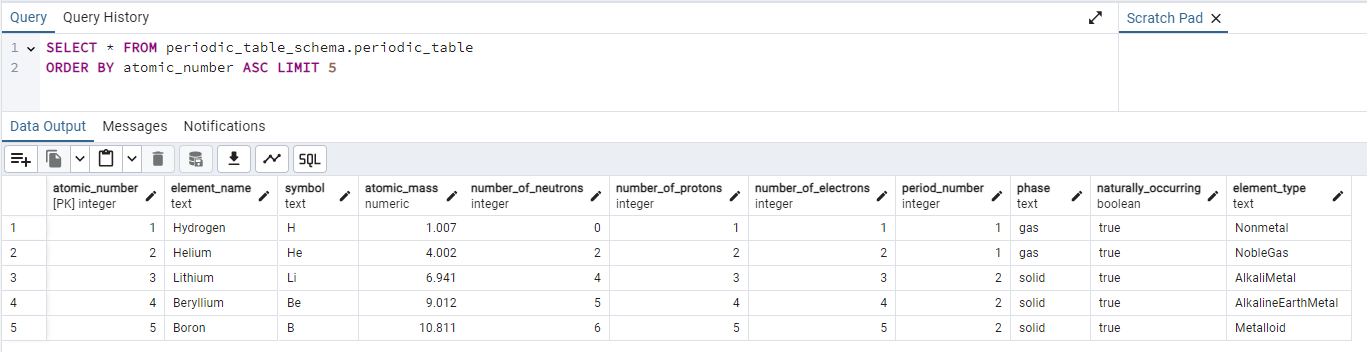 Query Query History Scratch Pad
1 SELECT * FROM periodic_table_schema.periodic_table
2 ORDER BY atomic_number ASC LIMIT 5
Data Output Messages Notifications
SQL
atomic_number element_name symbol atomic_mass number_of_neutrons number_of_protons number_of_electrons period_number phase naturally_occurring element_type
[PK] integer text text numeric integer integer integer integer text boolean text
1 1 Hydrogen H 1.007 0 1 1 1 gas true Nonmetal
2 2 Helium He 4.002 2 2 2 1 gas true NobleGas
3 3 Lithium Li 6.941 4 3 3 2 solid true AlkaliMetal
4 4 Beryllium Be 9.012 5 4 4 2 solid true AlkalineEarthMetal
5 5 Boron B 10.811 6 5 5 2 solid true Metalloid